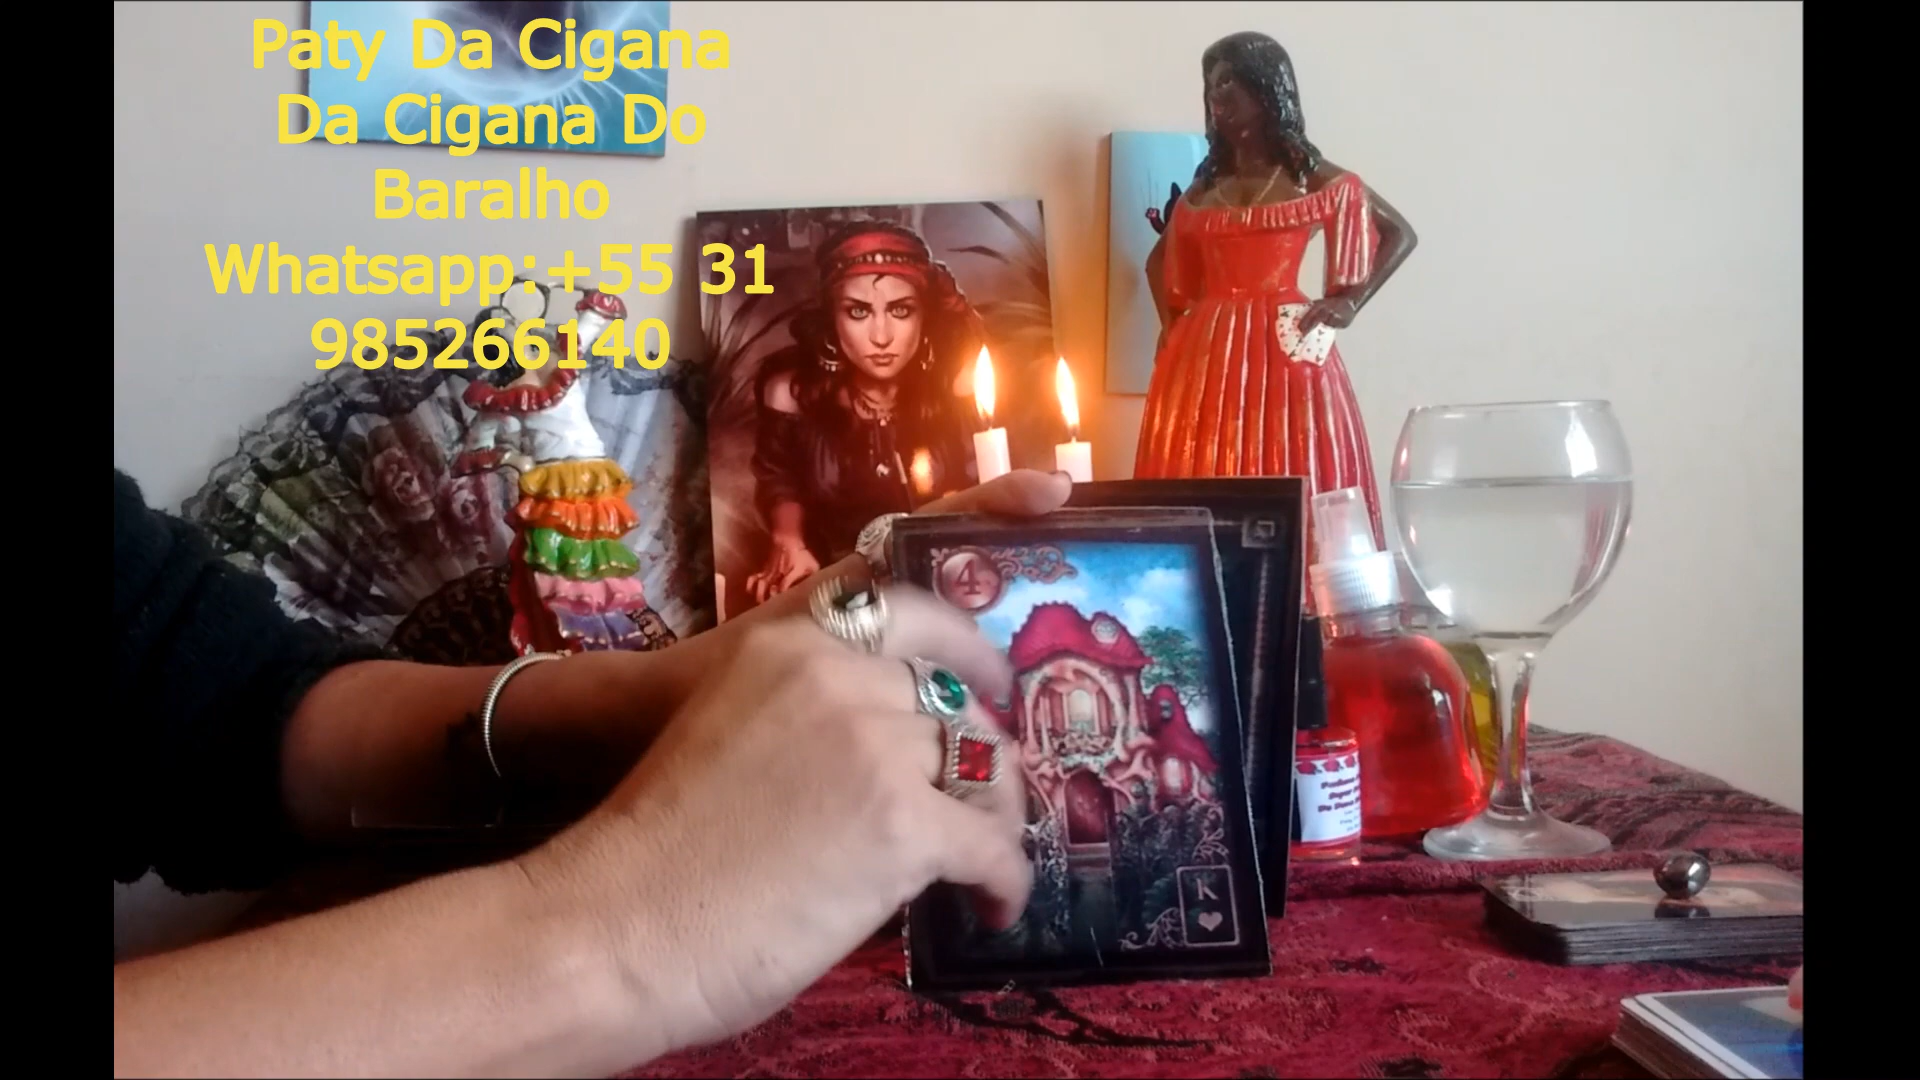 Paty Da Cigana
Da Cigana Do
Baralho
Whatsapp:+55 31
985266140
4
K